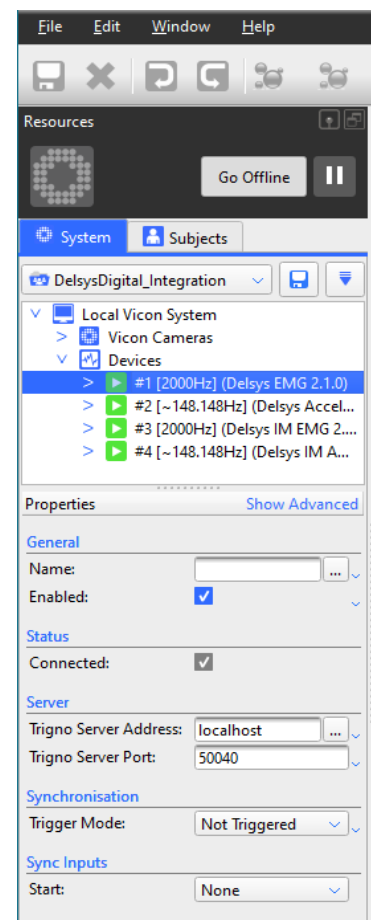 File Edit Window Help
Resources
Go Offline
System Subjects
DelsysDigital_Integration
Local Vicon System
Vicon Cameras
Devices
#1 [2000Hz] (Delsys EMG 2.1.0)
#2 [~148.148Hz] (Delsys Accel...
#3 [2000Hz] (Delsys IM EMG 2....
#4 [~148.148Hz] (Delsys IM A...
Properties Show Advanced
General
Name: ...
Enabled:
Status
Connected:
Server
Trigno Server Address: localhost ...
Trigno Server Port: 50040
Synchronisation
Trigger Mode: Not Triggered
Sync Inputs
Start: None